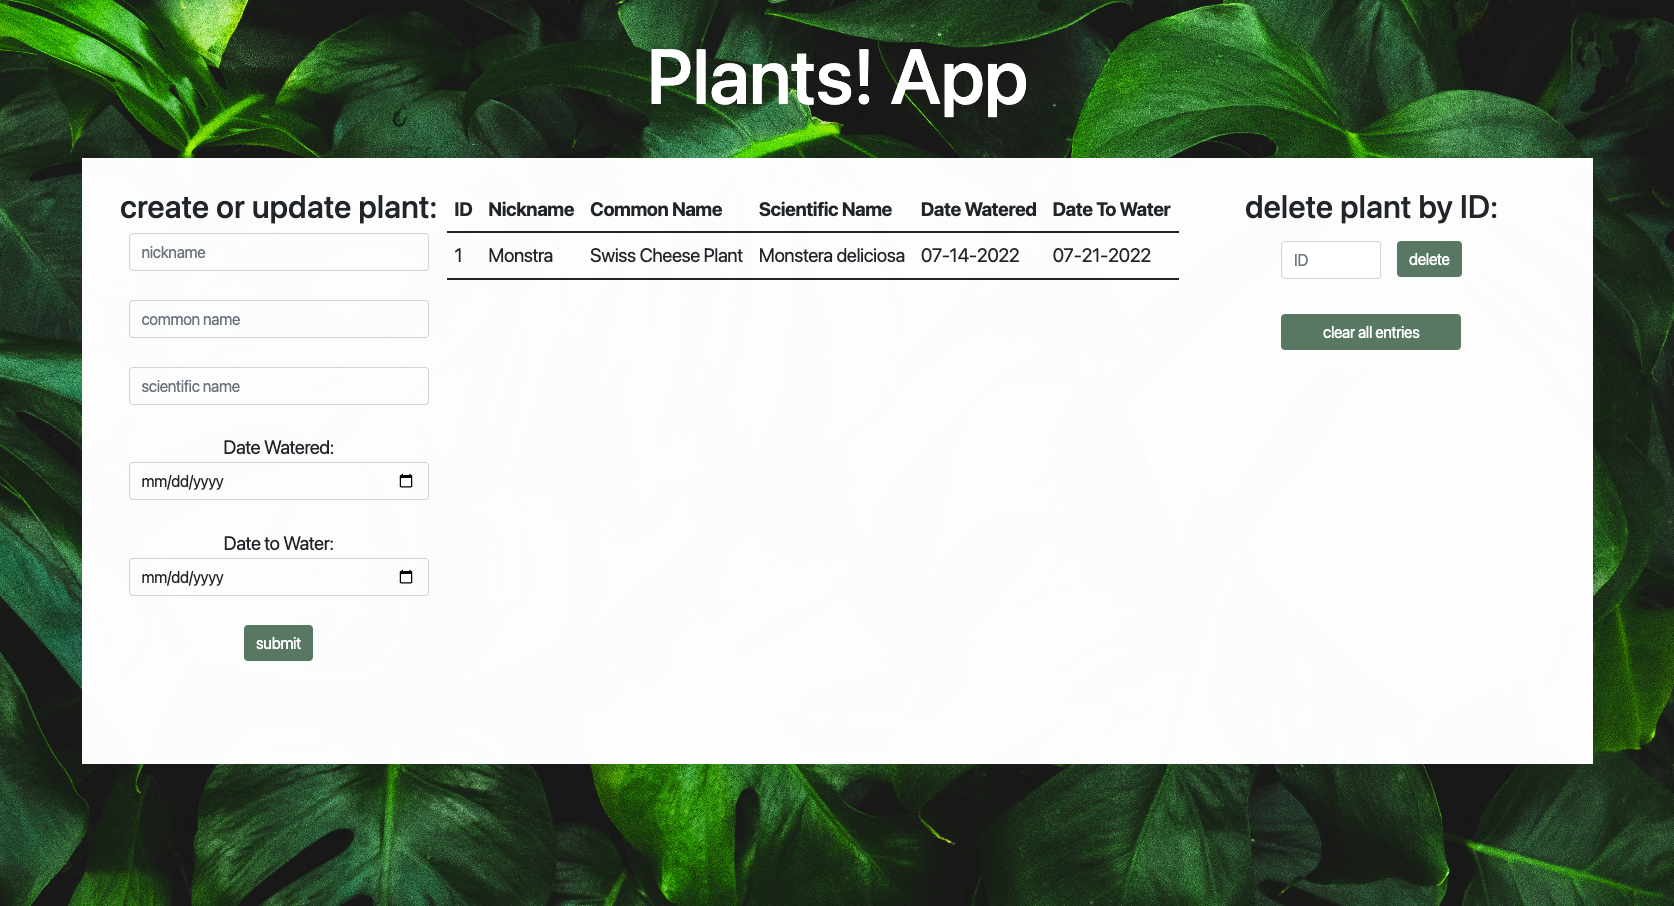 Plants! App
create or update plant:
nickname
common name
scientific name
Date Watered:
mm/dd/yyyy
Date to Water:
mm/dd/yyyy
submit
ID Nickname Common Name Scientific Name Date Watered Date To Water
1 Monstra Swiss Cheese Plant Monstera deliciosa 07-14-2022 07-21-2022
delete plant by ID:
ID delete
clear all entries